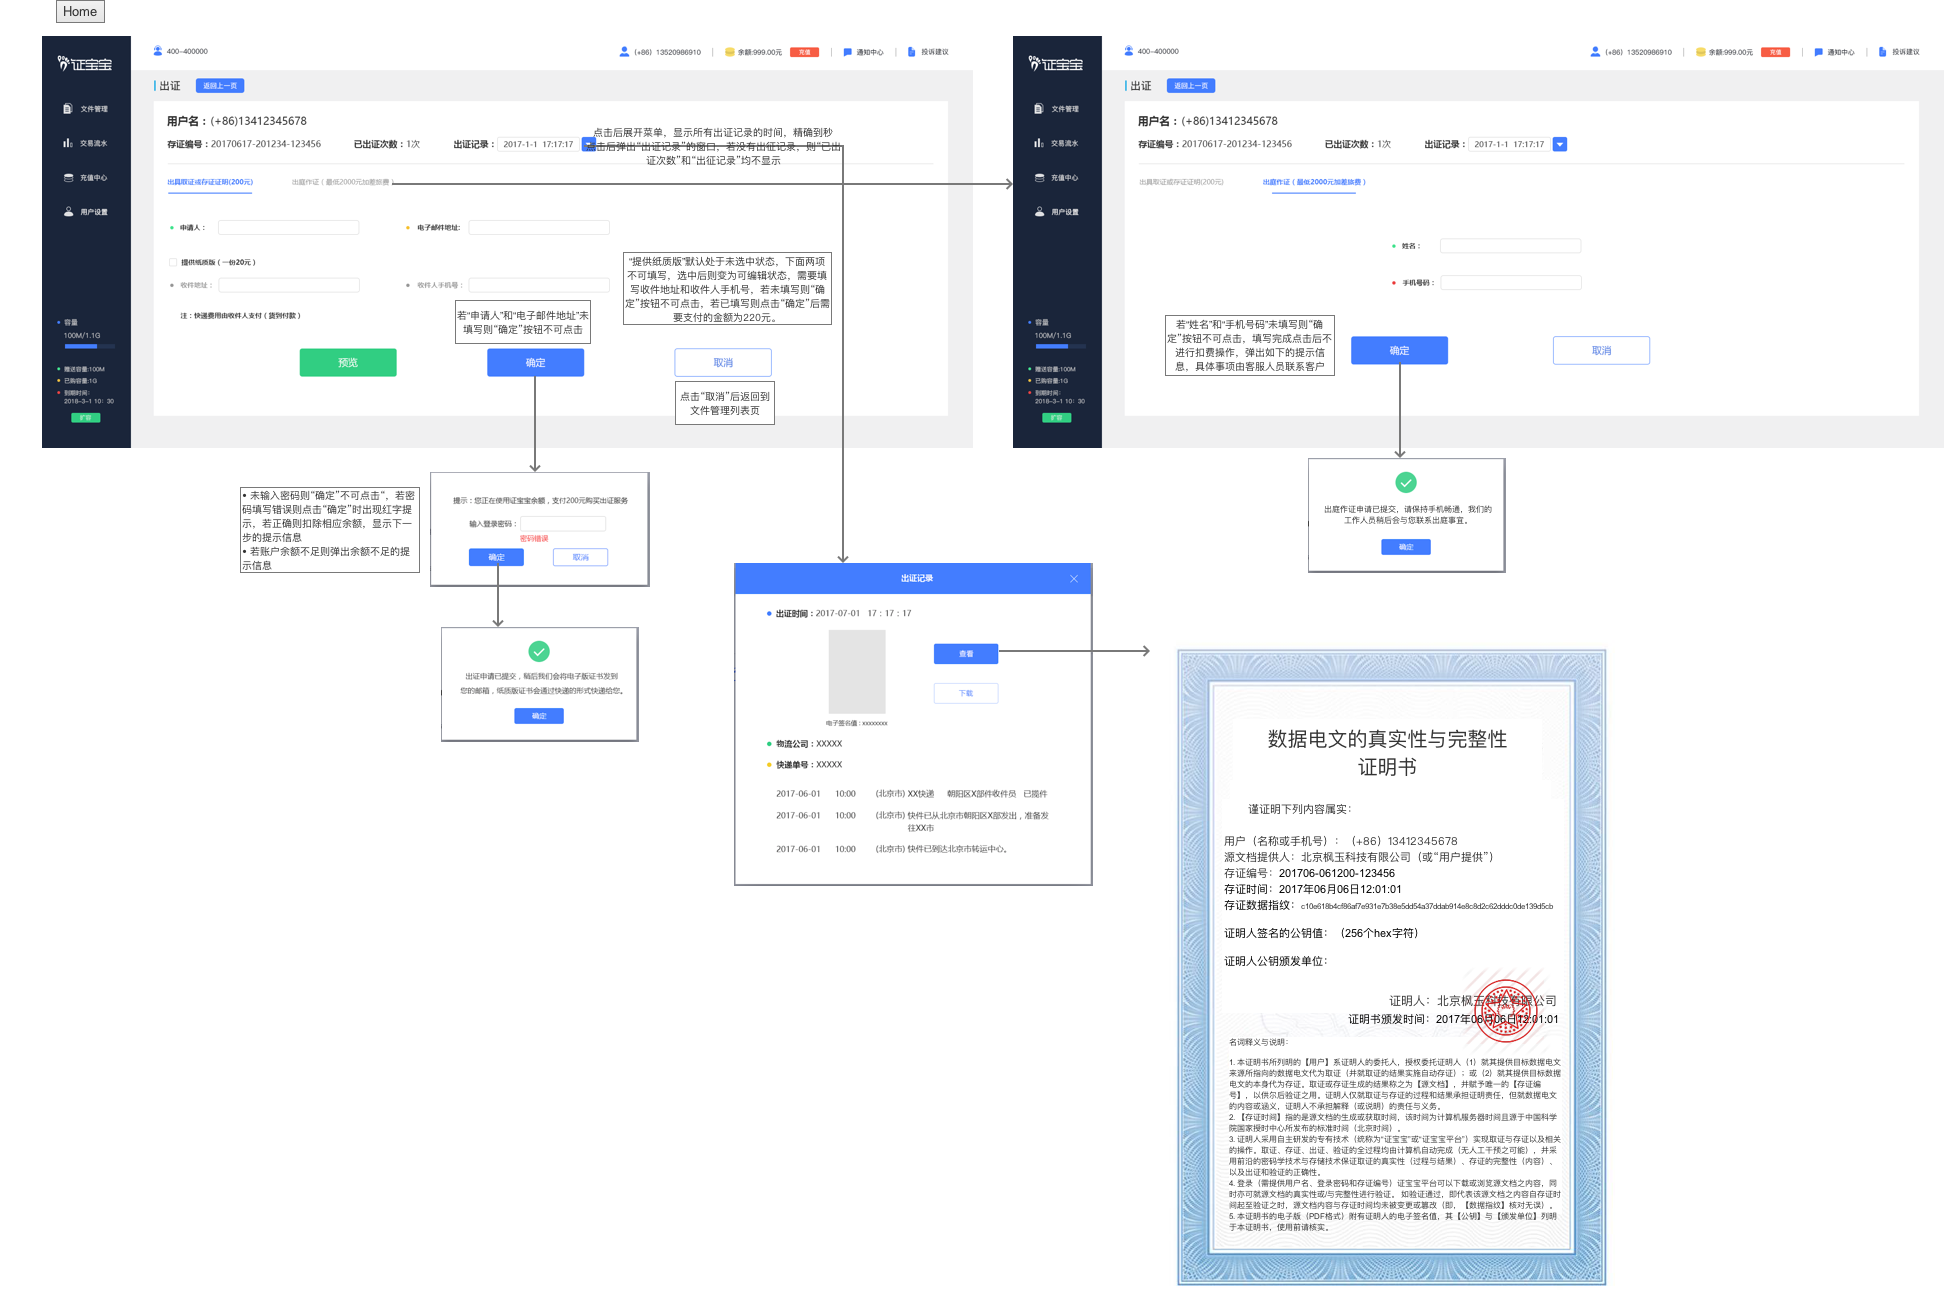 Home
证宝宝
400-400000
(+86) 13520986910
余额:999.00元
充值
通知中心
投诉建议
文件管理
交易流水
充值中心
用户设置
容量
100M/1.1G
赠送容量:100M
已购容量:1G
到期时间:
2018-3-1 10: 30
扩容
出证
返回上一页
用户名：(+86)13412345678
存证编号：20170617-201234-123456
已出证次数：1次
出证记录：
2017-1-1 17:17:17
点击后展开菜单，显示所有出证记录的时间，精确到秒
点击后弹出“出证记录”的窗口，若没有出征记录，则“已出
证次数”和“出征记录”均不显示
出具取证或存证证明(200元)
出庭作证（最低2000元加差旅费）
申请人：
电子邮件地址:
提供纸质版（一份20元）
收件地址：
收件人手机号：
注：快递费用由收件人支付（货到付款）
“提供纸质版”默认处于未选中状态，下面两项
不可填写，选中后则变为可编辑状态，需要填
写收件地址和收件人手机号，若未填写则“确
定”按钮不可点击，若已填写则点击“确定”后需
要支付的金额为220元。
若“申请人”和“电子邮件地址”未
填写则“确定”按钮不可点击
预览
确定
取消
点击“取消”后返回到
文件管理列表页
证宝宝
400-400000
(+86) 13520986910
余额:999.00元
充值
通知中心
投诉建议
文件管理
交易流水
充值中心
用户设置
容量
100M/1.1G
赠送容量:100M
已购容量:1G
到期时间:
2018-3-1 10: 30
扩容
出证
返回上一页
用户名：(+86)13412345678
存证编号：20170617-201234-123456
已出证次数：1次
出证记录：
2017-1-1 17:17:17
出具取证或存证证明(200元)
出庭作证（最低2000元加差旅费）
姓名：
手机号码：
若“姓名”和“手机号码”未填写则“确
定”按钮不可点击，填写完成点击后不
进行扣费操作，弹出如下的提示信
息，具体事项由客服人员联系客户
确定
取消
出庭作证申请已提交，请保持手机畅通，我们的
工作人员稍后会与您联系出庭事宜。
确定
• 未输入密码则“确定”不可点击“，若密
码填写错误则点击“确定”时出现红字提
示，若正确则扣除相应余额，显示下一
步的提示信息
• 若账户余额不足则弹出余额不足的提
示信息
提示：您正在使用证宝宝余额，支付200元购买出证服务
输入登录密码：
密码错误
确定
取消
出证申请已提交，稍后我们会将电子版证书发到
您的邮箱，纸质版证书会通过快递的形式快递给您。
确定
出证记录
出证时间：2017-07-01 17：17：17
查看
下载
电子签名值：xxxxxxxx
物流公司：XXXXX
快递单号：XXXXX
2017-06-01 10:00 (北京市) XX快递 朝阳区X部件收件员 已揽件
2017-06-01 10:00 (北京市) 快件已从北京市朝阳区X部发出，准备发
往XX市
2017-06-01 10:00 (北京市) 快件已到达北京市转运中心。
数据电文的真实性与完整性
证明书
谨证明下列内容属实：
用户（名称或手机号）：（+86）13412345678
源文档提供人：北京枫玉科技有限公司（或“用户提供”）
存证编号：201706-061200-123456
存证时间：2017年06月06日12:01:01
存证数据指纹：c10e618b4cf86af7e931e7b38e5dd54a37ddab914e8c8d2c62dddc0de139d5cb
证明人签名的公钥值：（256个hex字符）
证明人公钥颁发单位：
证明人：北京枫玉科技有限公司
证明书颁发时间：2017年06月06日12:01:01
名词释义与说明：
1. 本证明书所列明的【用户】系证明人的委托人，授权委托证明人（1）就其提供目标数据电文
来源所指向的数据电文代为取证（并就取证的结果实施自动存证）；或（2）就其提供目标数据
电文的本身代为存证。取证或存证生成的结果称之为【源文档】，并赋予唯一的【存证编
号】，以供尔后验证之用。证明人仅就取证与存证的过程和结果承担证明责任，但就数据电文
的内容或涵义，证明人不承担解释（或说明）的责任与义务。
2. 【存证时间】指的是源文档的生成或获取时间，该时间为计算机服务器时间且源于中国科学
院国家授时中心所发布的标准时间（北京时间）。
3. 证明人采用自主研发的专有技术（统称为“证宝宝”或“证宝宝平台”）实现取证与存证以及相关
的操作。取证、存证、出证、验证的全过程均由计算机自动完成（无人工干预之可能），并采
用前沿的密码学技术与存储技术保证取证的真实性（过程与结果）、存证的完整性（内容）、
以及出证和验证的正确性。
4. 登录（需提供用户名、登录密码和存证编号）证宝宝平台可以下载或浏览源文档之内容，同
时亦可就源文档的真实性或/与完整性进行验证。如验证通过，即代表该源文档之内容自存证时
间起至验证之时，源文档内容与存证时间均未被变更或篡改（即，【数据指纹】核对无误）。
5. 本证明书的电子版（PDF格式）附有证明人的电子签名值，其【公钥】与【颁发单位】列明
于本证明书，使用前请核实。